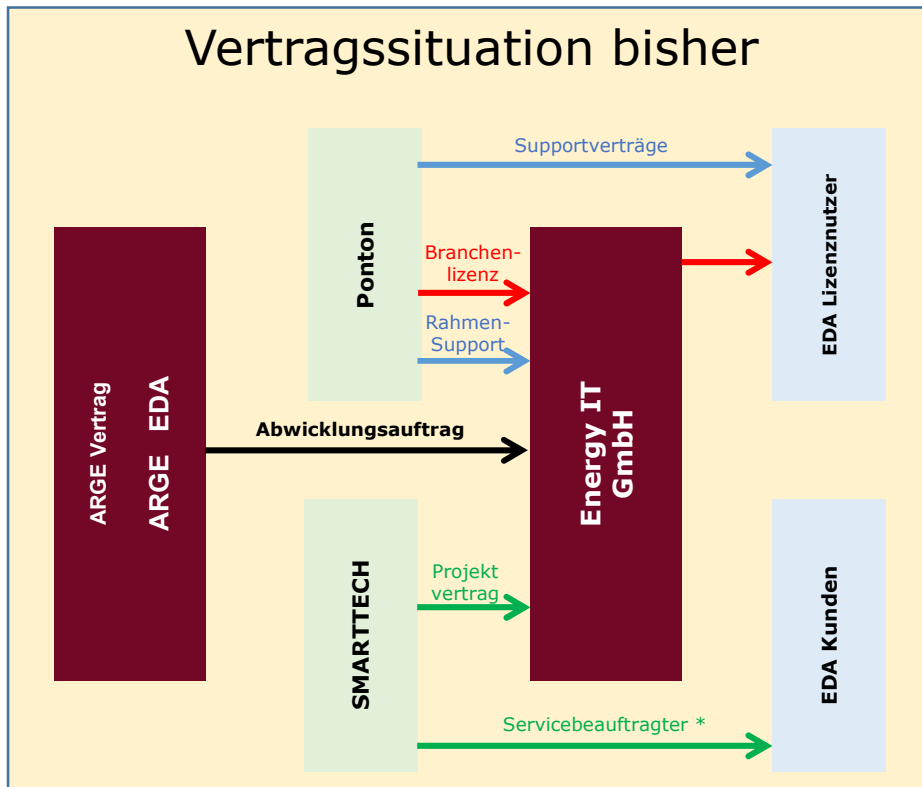 Vertragssituation bisher
Supportverträge
Ponton
EDA Lizenznutzer
Branchen-
lizenz
Rahmen-
Support
ARGE Vertrag
ARGE EDA
Abwicklungsauftrag
Energy IT
GmbH
SMARTTECH
Projekt
vertrag
EDA Kunden
Servicebeauftragter *